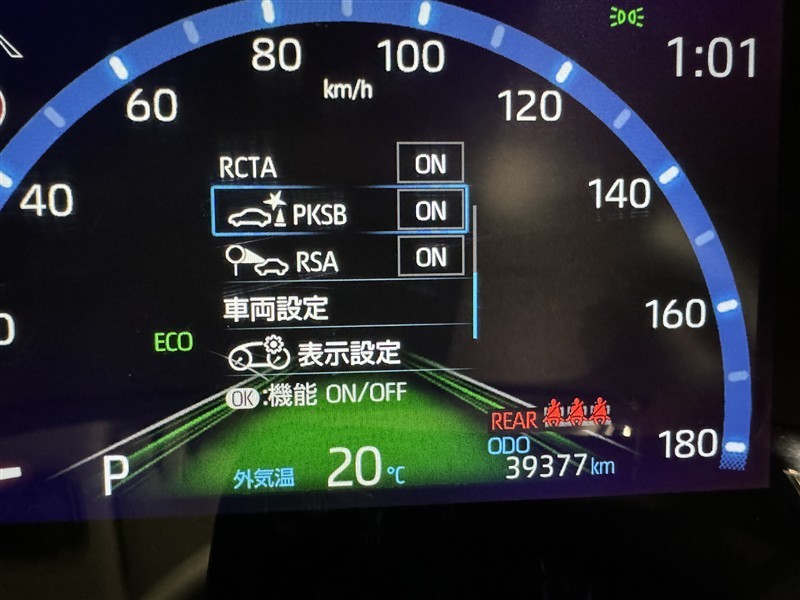 80
100
1:01
km/h
60
120
RCTA ON
40
140
PKSB ON
RSA ON
車両設定
160
ECO
表示設定
OK:機能 ON/OFF
REAR
ODO
180
P
外気温 20℃
39377km